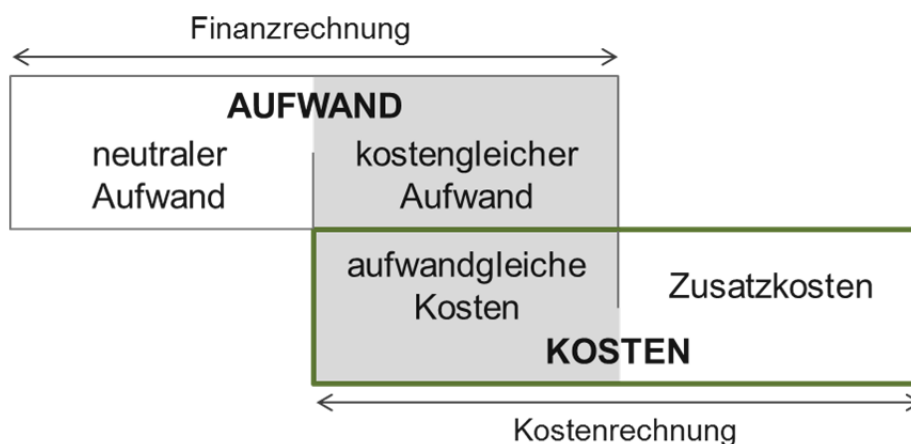 Finanzrechnung
AUFWAND
neutraler
Aufwand
kostengleicher
Aufwand
aufwandgleiche
Kosten
Zusatzkosten
KOSTEN
Kostenrechnung